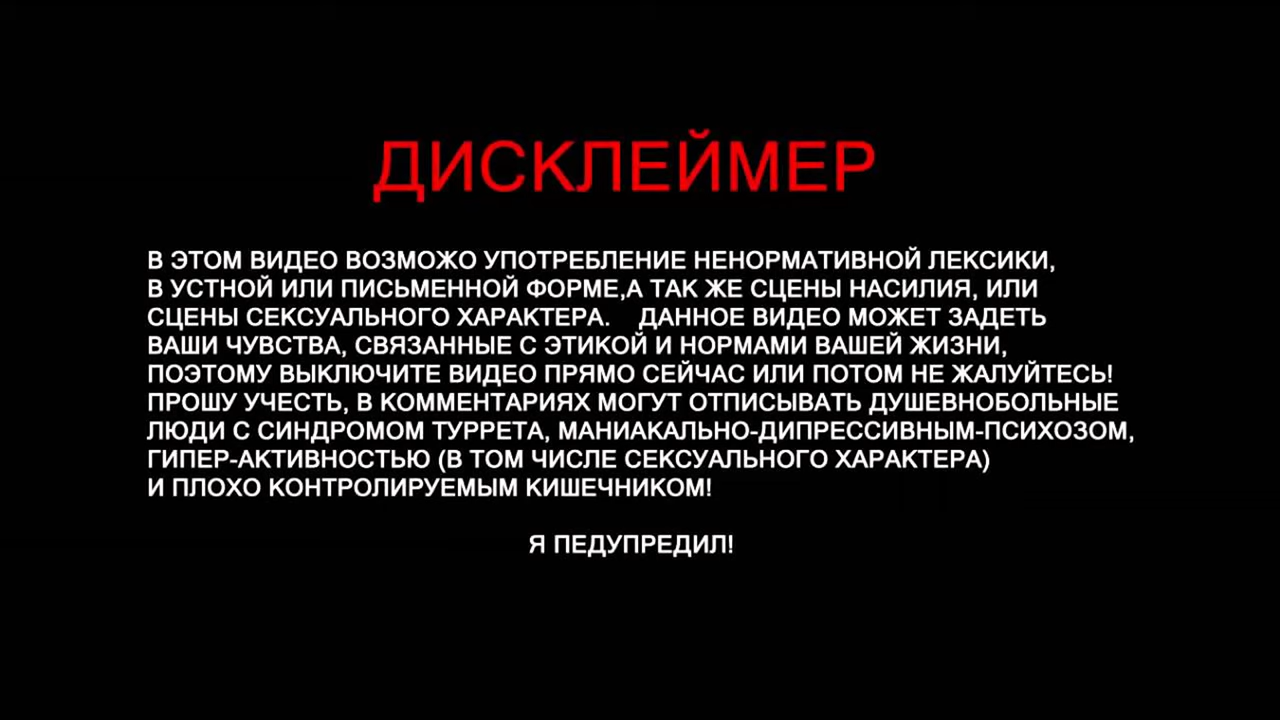 ДИСКЛЕЙМЕР
В ЭТОМ ВИДЕО ВОЗМОЖО УПОТРЕБЛЕНИЕ НЕНОРМАТИВНОЙ ЛЕКСИКИ,
В УСТНОЙ ИЛИ ПИСЬМЕННОЙ ФОРМЕ,А ТАК ЖЕ СЦЕНЫ НАСИЛИЯ, ИЛИ
СЦЕНЫ СЕКСУАЛЬНОГО ХАРАКТЕРА. ДАННОЕ ВИДЕО МОЖЕТ ЗАДЕТЬ
ВАШИ ЧУВСТВА, СВЯЗАННЫЕ С ЭТИКОЙ И НОРМАМИ ВАШЕЙ ЖИЗНИ,
ПОЭТОМУ ВЫКЛЮЧИТЕ ВИДЕО ПРЯМО СЕЙЧАС ИЛИ ПОТОМ НЕ ЖАЛУЙТЕСЬ!
ПРОШУ УЧЕСТЬ, В КОММЕНТАРИЯХ МОГУТ ОТПИСЫВАТЬ ДУШЕВНОБОЛЬНЫЕ
ЛЮДИ С СИНДРОМОМ ТУРРЕТА, МАНИАКАЛЬНО-ДИПРЕССИВНЫМ-ПСИХОЗОМ,
ГИПЕР-АКТИВНОСТЬЮ (В ТОМ ЧИСЛЕ СЕКСУАЛЬНОГО ХАРАКТЕРА)
И ПЛОХО КОНТРОЛИРУЕМЫМ КИШЕЧНИКОМ!
Я ПЕДУПРЕДИЛ!